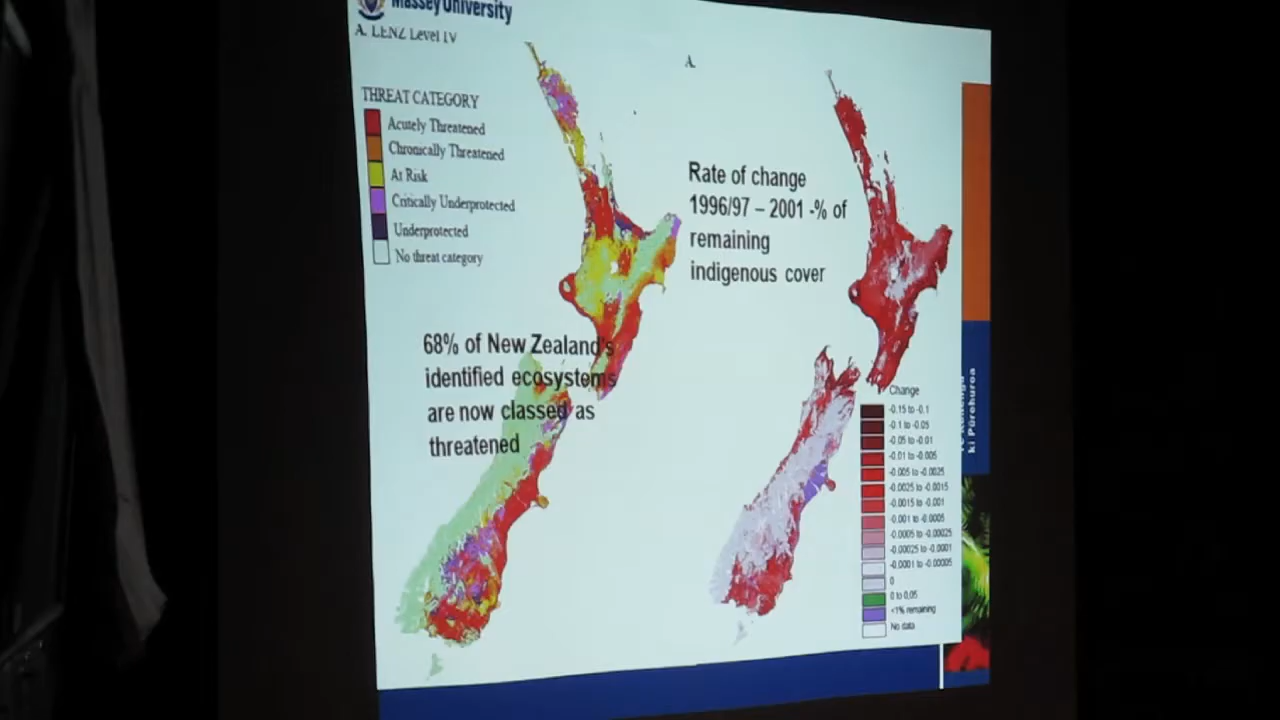 Massey University
A. LENZ Level IV
THREAT CATEGORY
Acutely Threatened
Chronically Threatened
At Risk
Critically Underprotected
Underprotected
No threat category
68% of New Zealand's
identified ecosystems
are now classed as
threatened
A.
Rate of change
1996/97 – 2001 -% of
remaining
indigenous cover
Change
-0.15 to -0.1
-0.1 to -0.05
-0.05 to -0.01
-0.01 to -0.005
-0.005 to -0.0025
-0.0025 to -0.0015
-0.0015 to -0.001
-0.001 to -0.0005
-0.0005 to -0.00025
-0.00025 to -0.0001
-0.0001 to -0.00005
0
0 to 0.05
<1% remaining
No data
ki Pūrehuroa